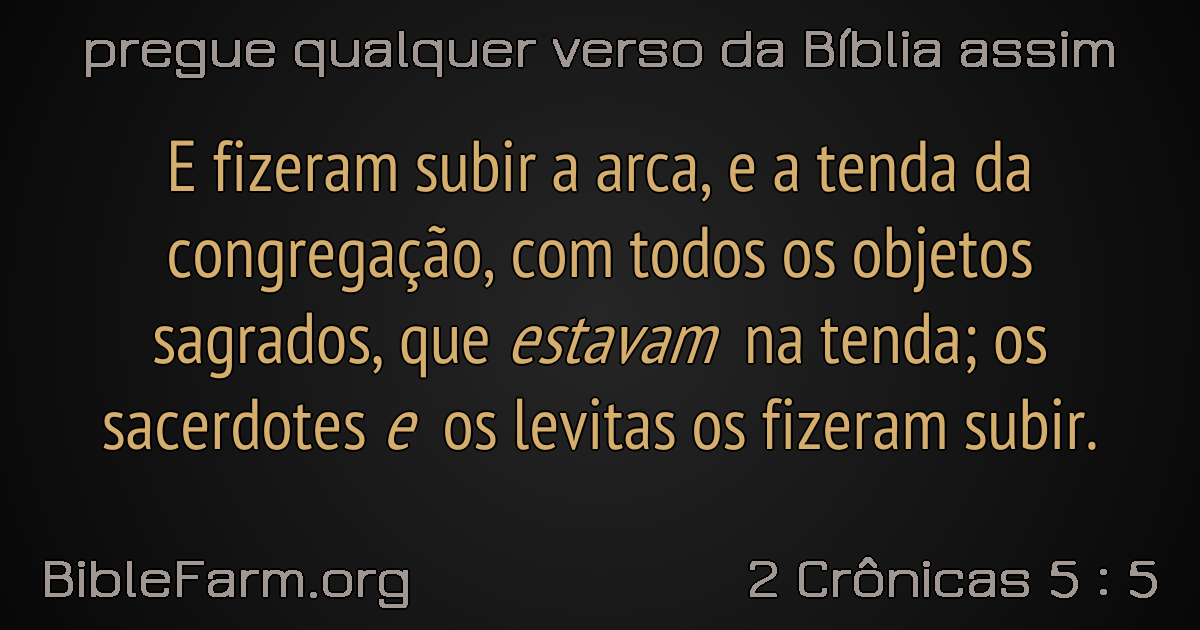 pregue qualquer verso da Bíblia assim
E fizeram subir a arca, e a tenda da
congregação, com todos os objetos
sagrados, que estavam na tenda; os
sacerdotes e os levitas os fizeram subir.
BibleFarm.org
2 Crônicas 5 : 5